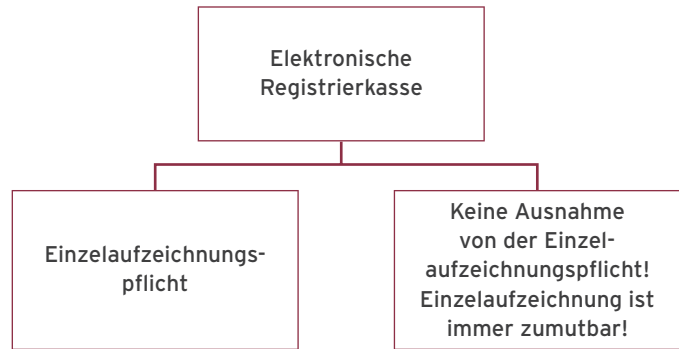 Elektronische
Registrierkasse
Einzelaufzeichnungs-
pflicht
Keine Ausnahme
von der Einzel-
aufzeichnungspflicht!
Einzelaufzeichnung ist
immer zumutbar!